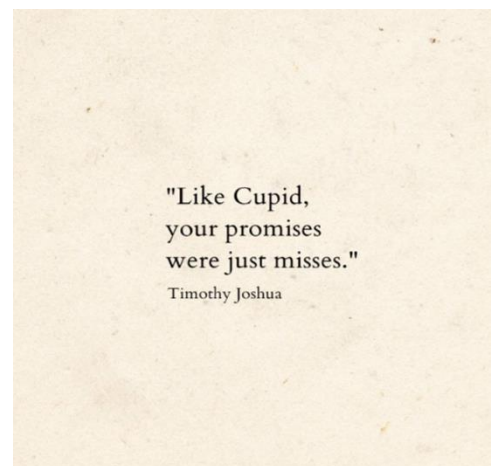 "Like Cupid,
your promises
were just misses."
Timothy Joshua